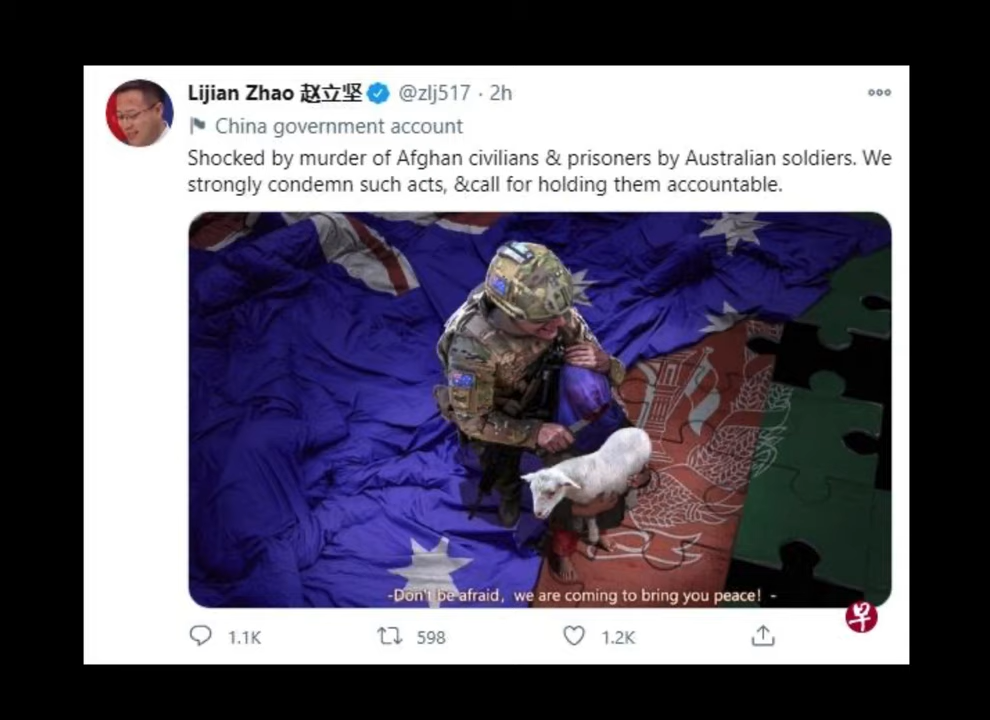 Lijian Zhao 赵立坚 @zlj517 · 2h
China government account
Shocked by murder of Afghan civilians & prisoners by Australian soldiers. We
strongly condemn such acts, &call for holding them accountable.
-Don't be afraid, we are coming to bring you peace! -
早
1.1K 598 1.2K